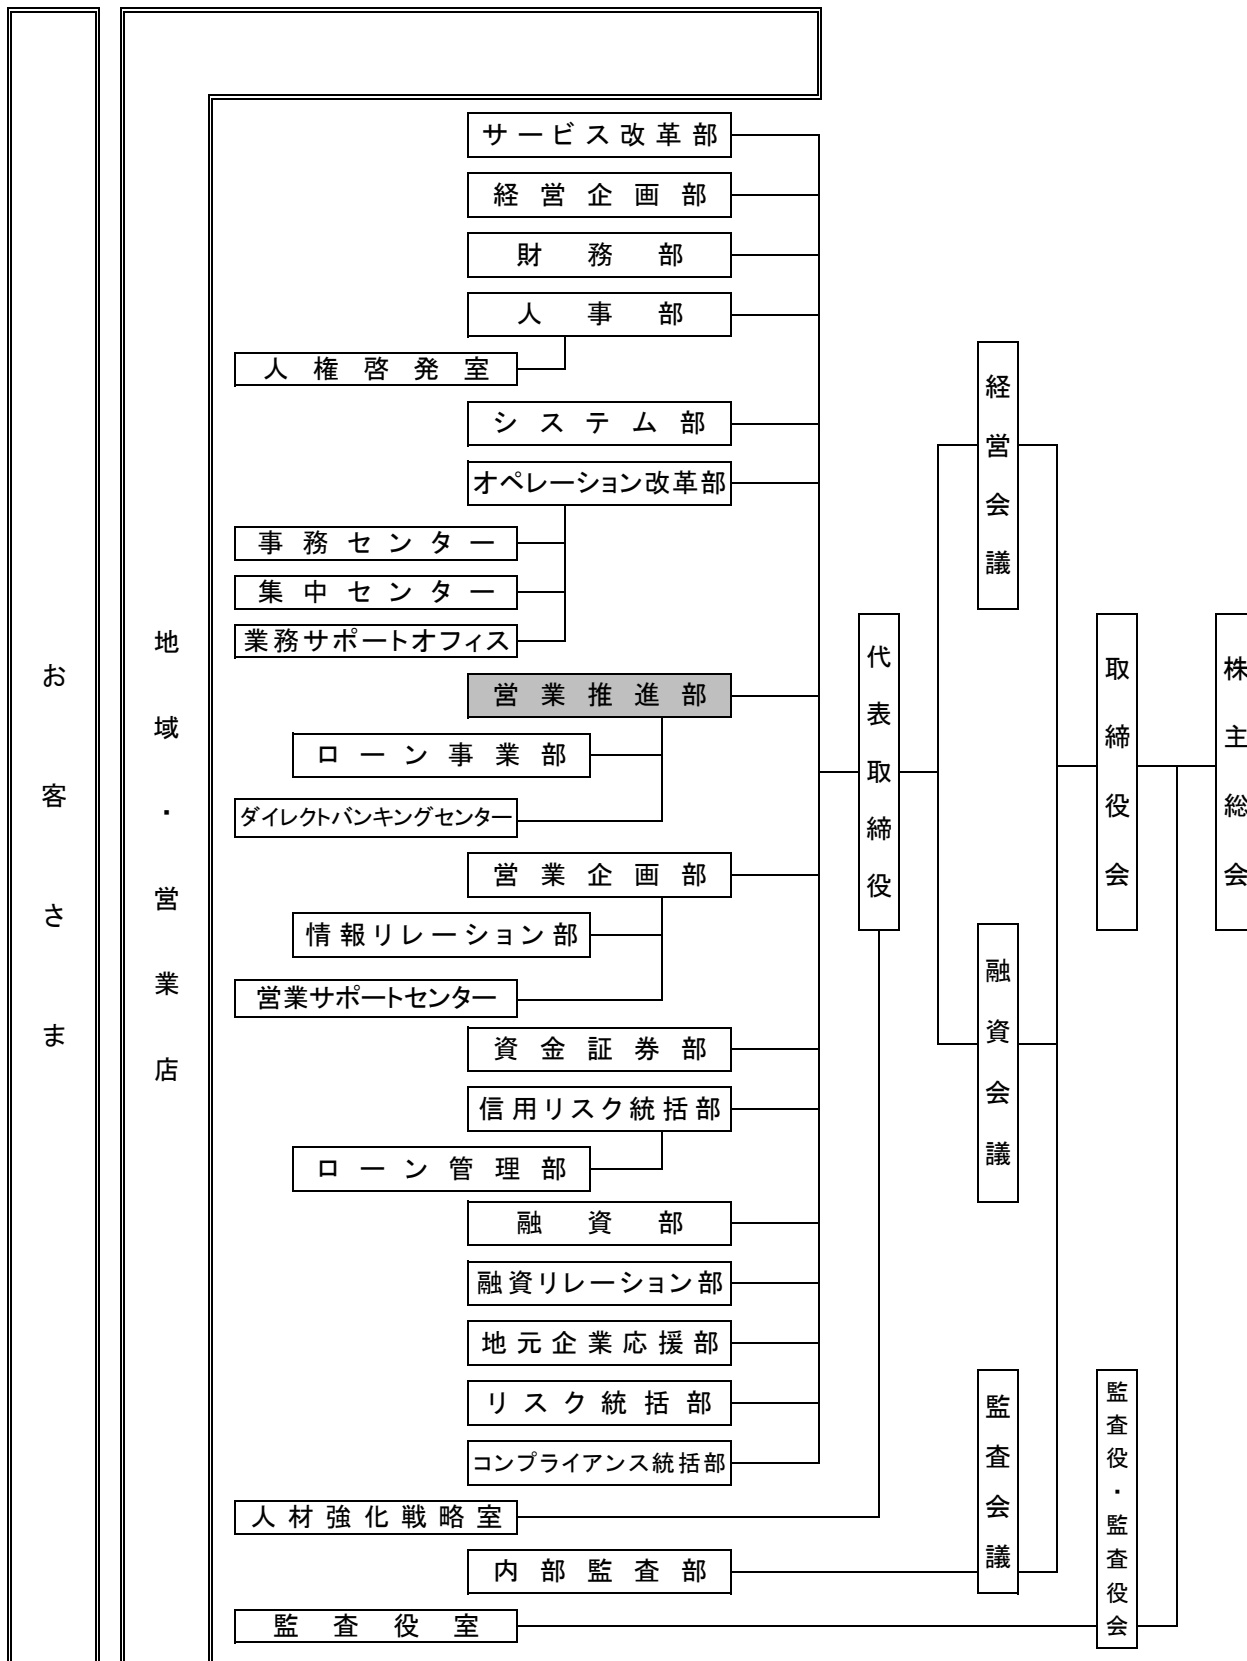 お客さま
地域・営業店
サービス改革部
経営企画部
財務部
人事部
人権啓発室
システム部
オペレーション改革部
事務センター
集中センター
業務サポートオフィス
営業推進部
ローン事業部
ダイレクトバンキングセンター
営業企画部
情報リレーション部
営業サポートセンター
資金証券部
信用リスク統括部
ローン管理部
融資部
融資リレーション部
地元企業応援部
リスク統括部
コンプライアンス統括部
人材強化戦略室
内部監査部
監査役室
代表取締役
経営会議
融資会議
監査会議
取締役会
監査役・監査役会
株主総会